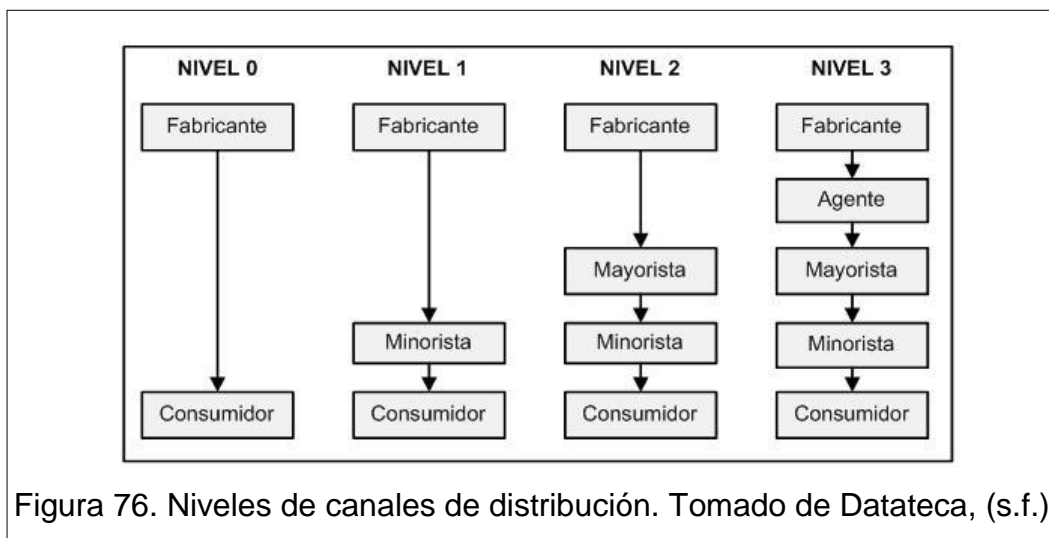 NIVEL 0 NIVEL 1 NIVEL 2 NIVEL 3
Fabricante Fabricante Fabricante Fabricante
Agente
Mayorista Mayorista
Minorista Minorista Minorista
Consumidor Consumidor Consumidor Consumidor
Figura 76. Niveles de canales de distribución. Tomado de Datateca, (s.f.)